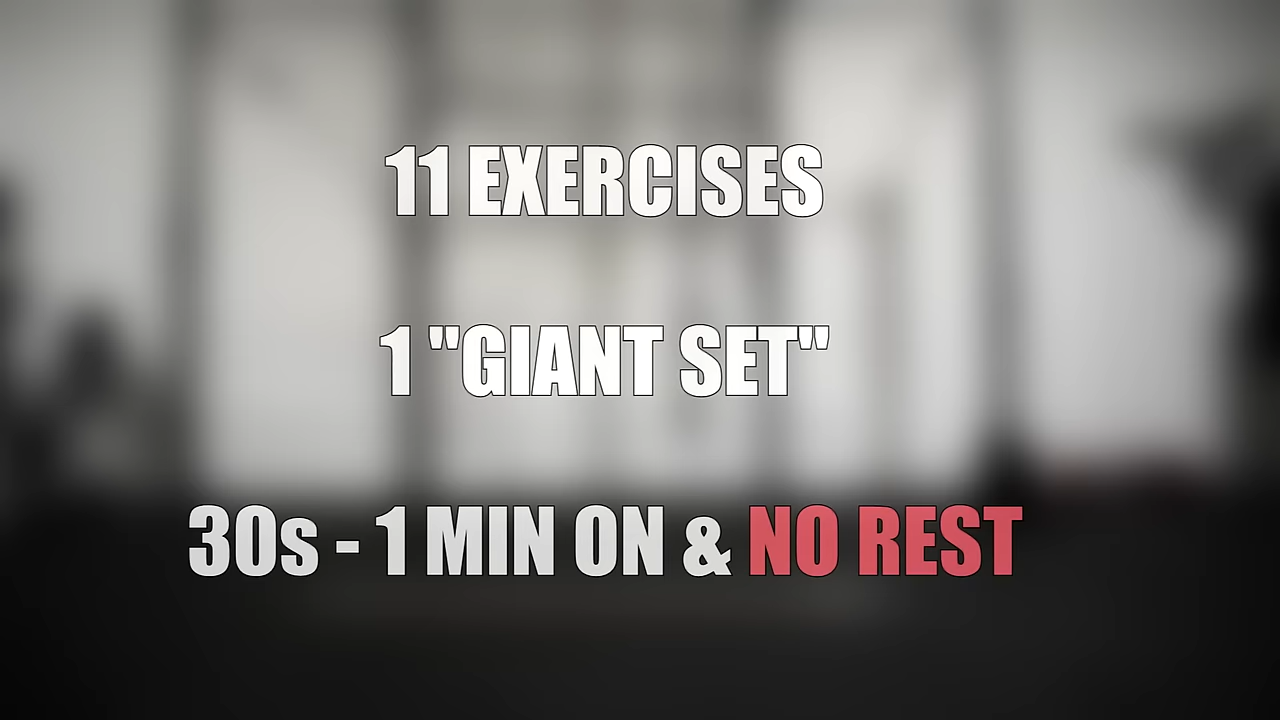 11 EXERCISES
1 "GIANT SET"
30s - 1 MIN ON & NO REST